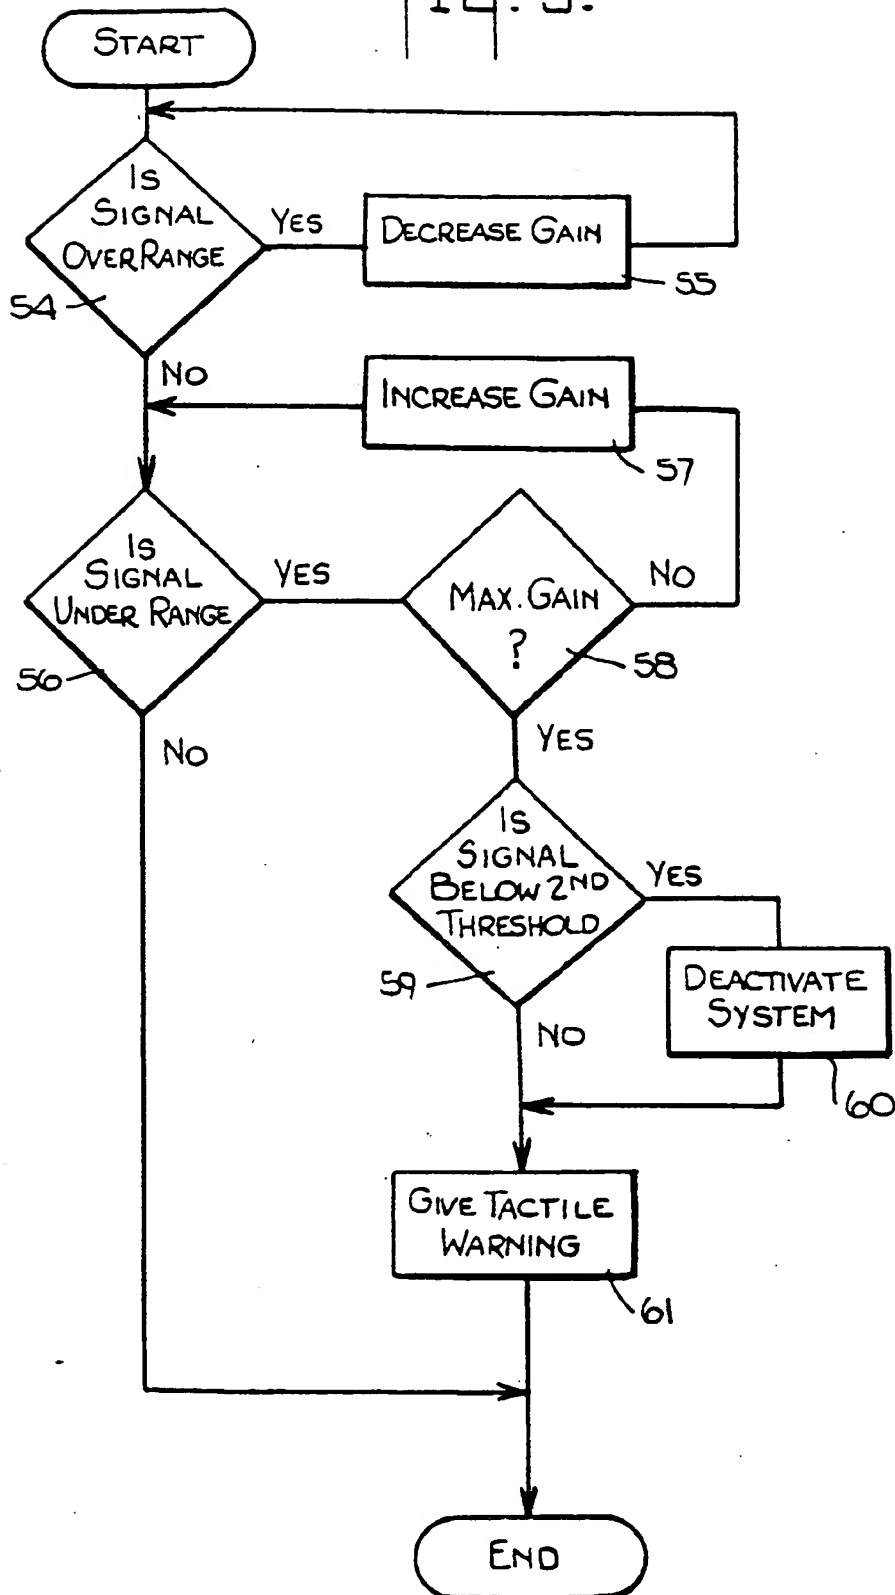 START
IS
SIGNAL
OVER RANGE
YES
DECREASE GAIN
54
55
NO
INCREASE GAIN
57
IS
SIGNAL
UNDER RANGE
YES
MAX. GAIN
?
NO
56
58
NO
YES
IS
SIGNAL
BELOW 2ND
THRESHOLD
YES
59
DEACTIVATE
SYSTEM
NO
60
GIVE TACTILE
WARNING
61
END